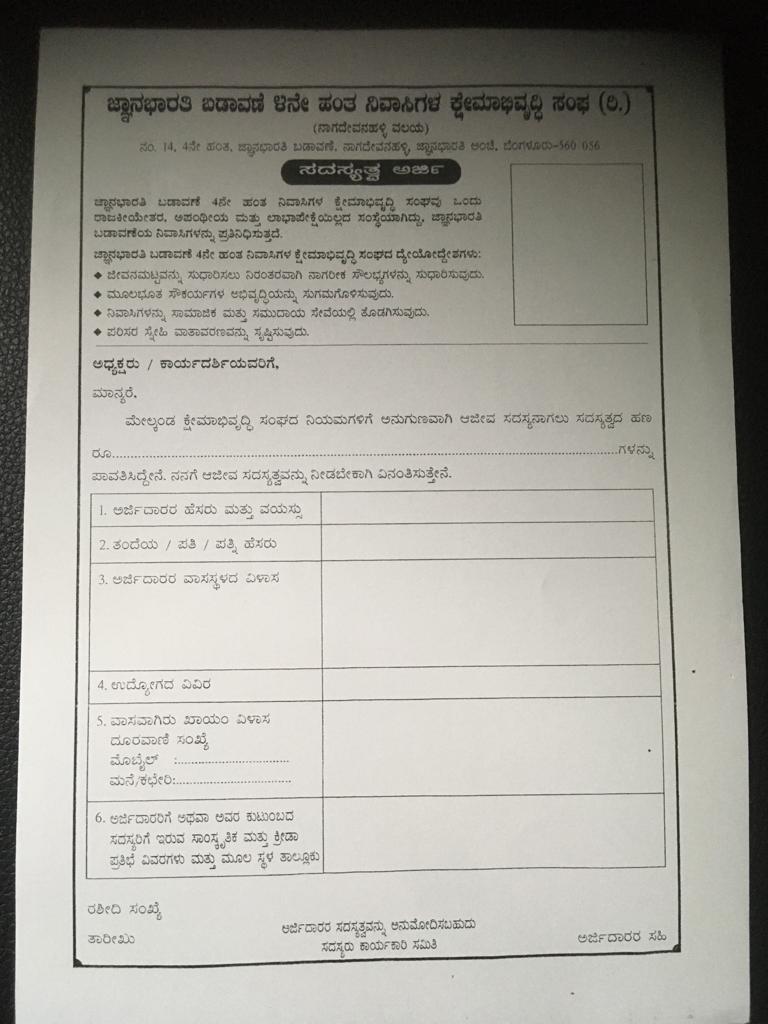 ಜ್ಞಾನಭಾರತಿ ಬಡಾವಣೆ ೪ನೇ ಹಂತ ನಿವಾಸಿಗಳ ಕ್ಷೇಮಾಭಿವೃದ್ಧಿ ಸಂಘ (ರಿ.)
(ನಾಗದೇವನಹಳ್ಳಿ ವಲಯ)
ನಂ. 14, 4ನೇ ಹಂತ, ಜ್ಞಾನಭಾರತಿ ಬಡಾವಣೆ, ನಾಗದೇವನಹಳ್ಳಿ, ಜ್ಞಾನಭಾರತಿ ಅಂಚೆ, ಬೆಂಗಳೂರು-560 056
ಸದಸ್ಯತ್ವ ಅರ್ಜಿ
ಜ್ಞಾನಭಾರತಿ ಬಡಾವಣೆ 4ನೇ ಹಂತ ನಿವಾಸಿಗಳ ಕ್ಷೇಮಾಭಿವೃದ್ಧಿ ಸಂಘವು ಒಂದು
ರಾಜಕೀಯೇತರ, ಅಪಂಥೀಯ ಮತ್ತು ಲಾಭಾಪೇಕ್ಷೆಯಿಲ್ಲದ ಸಂಸ್ಥೆಯಾಗಿದ್ದು, ಜ್ಞಾನಭಾರತಿ
ಬಡಾವಣೆಯ ನಿವಾಸಿಗಳನ್ನು ಪ್ರತಿನಿಧಿಸುತ್ತದೆ.
ಜ್ಞಾನಭಾರತಿ ಬಡಾವಣೆ 4ನೇ ಹಂತ ನಿವಾಸಿಗಳ ಕ್ಷೇಮಾಭಿವೃದ್ಧಿ ಸಂಘದ ಧ್ಯೇಯೋದ್ದೇಶಗಳು:
◆ ಜೀವನಮಟ್ಟವನ್ನು ಸುಧಾರಿಸಲು ನಿರಂತರವಾಗಿ ನಾಗರೀಕ ಸೌಲಭ್ಯಗಳನ್ನು ಸುಧಾರಿಸುವುದು.
◆ ಮೂಲಭೂತ ಸೌಕರ್ಯಗಳ ಅಭಿವೃದ್ಧಿಯನ್ನು ಸುಗಮಗೊಳಿಸುವುದು.
◆ ನಿವಾಸಿಗಳನ್ನು ಸಾಮಾಜಿಕ ಮತ್ತು ಸಮುದಾಯ ಸೇವೆಯಲ್ಲಿ ತೊಡಗಿಸುವುದು.
◆ ಪರಿಸರ ಸ್ನೇಹಿ ವಾತಾವರಣವನ್ನು ಸೃಷ್ಟಿಸುವುದು.
ಅಧ್ಯಕ್ಷರು / ಕಾರ್ಯದರ್ಶಿಯವರಿಗೆ,
ಮಾನ್ಯರೆ,
ಮೇಲ್ಕಂಡ ಕ್ಷೇಮಾಭಿವೃದ್ಧಿ ಸಂಘದ ನಿಯಮಗಳಿಗೆ ಅನುಗುಣವಾಗಿ ಆಜೀವ ಸದಸ್ಯನಾಗಲು ಸದಸ್ಯತ್ವದ ಹಣ
ರೂ..........................................................................................ಗಳನ್ನು
ಪಾವತಿಸಿದ್ದೇನೆ. ನನಗೆ ಆಜೀವ ಸದಸ್ಯತ್ವವನ್ನು ನೀಡಬೇಕಾಗಿ ವಿನಂತಿಸುತ್ತೇನೆ.
1. ಅರ್ಜಿದಾರರ ಹೆಸರು ಮತ್ತು ವಯಸ್ಸು
2. ತಂದೆಯ / ಪತಿ / ಪತ್ನಿ ಹೆಸರು
3. ಅರ್ಜಿದಾರರ ವಾಸಸ್ಥಳದ ವಿಳಾಸ
4. ಉದ್ಯೋಗದ ವಿವರ
5. ವಾಸವಾಗಿರು ಖಾಯಂ ವಿಳಾಸ
ದೂರವಾಣಿ ಸಂಖ್ಯೆ
ಮೊಬೈಲ್ :..................................
ಮನೆ/ಕಛೇರಿ:..................................
6. ಅರ್ಜಿದಾರರಿಗೆ ಅಥವಾ ಅವರ ಕುಟುಂಬದ
ಸದಸ್ಯರಿಗೆ ಇರುವ ಸಾಂಸ್ಕೃತಿಕ ಮತ್ತು ಕ್ರೀಡಾ
ಪ್ರತಿಭೆ ವಿವರಗಳು ಮತ್ತು ಮೂಲ ಸ್ಥಳ ತಾಲ್ಲೂಕು
ರಶೀದಿ ಸಂಖ್ಯೆ
ಅರ್ಜಿದಾರರ ಸದಸ್ಯತ್ವವನ್ನು ಅನುಮೋದಿಸಬಹುದು
ತಾರೀಖು
ಸದಸ್ಯರು ಕಾರ್ಯಕಾರಿ ಸಮಿತಿ
ಅರ್ಜಿದಾರರ ಸಹಿ